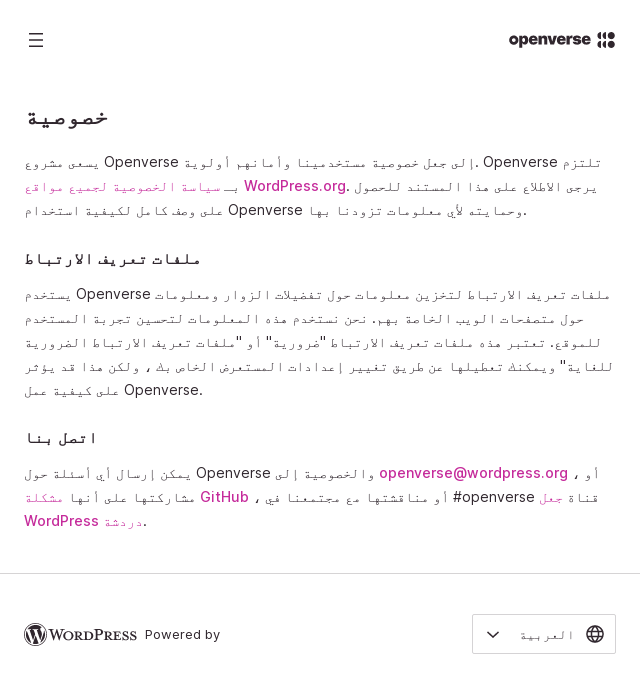 openverse
خصوصية
يسعى مشروع Openverse إلى جعل خصوصية مستخدمينا وأمانهم أولوية. Openverse تلتزم
بـ سياسة الخصوصية لجميع مواقع WordPress.org. يرجى الاطلاع على هذا المستند للحصول
على وصف كامل لكيفية استخدام Openverse وحمايته لأي معلومات تزودنا بها.
ملفات تعريف الارتباط
يستخدم Openverse ملفات تعريف الارتباط لتخزين معلومات حول تفضيلات الزوار ومعلومات
حول متصفحات الويب الخاصة بهم. نحن نستخدم هذه المعلومات لتحسين تجربة المستخدم
للموقع. تعتبر هذه ملفات تعريف الارتباط "ضرورية" أو "ملفات تعريف الارتباط الضرورية
للغاية" ويمكنك تعطيلها عن طريق تغيير إعدادات المستعرض الخاص بك ، ولكن هذا قد يؤثر
على كيفية عمل Openverse.
اتصل بنا
يمكن إرسال أي أسئلة حول Openverse والخصوصية إلى openverse@wordpress.org ، أو
مشاركتها على أنها مشكلة GitHub ، أو مناقشتها مع مجتمعنا في #openverse قناة جعل
WordPress دردشة.
WORDPRESS Powered by
العربية